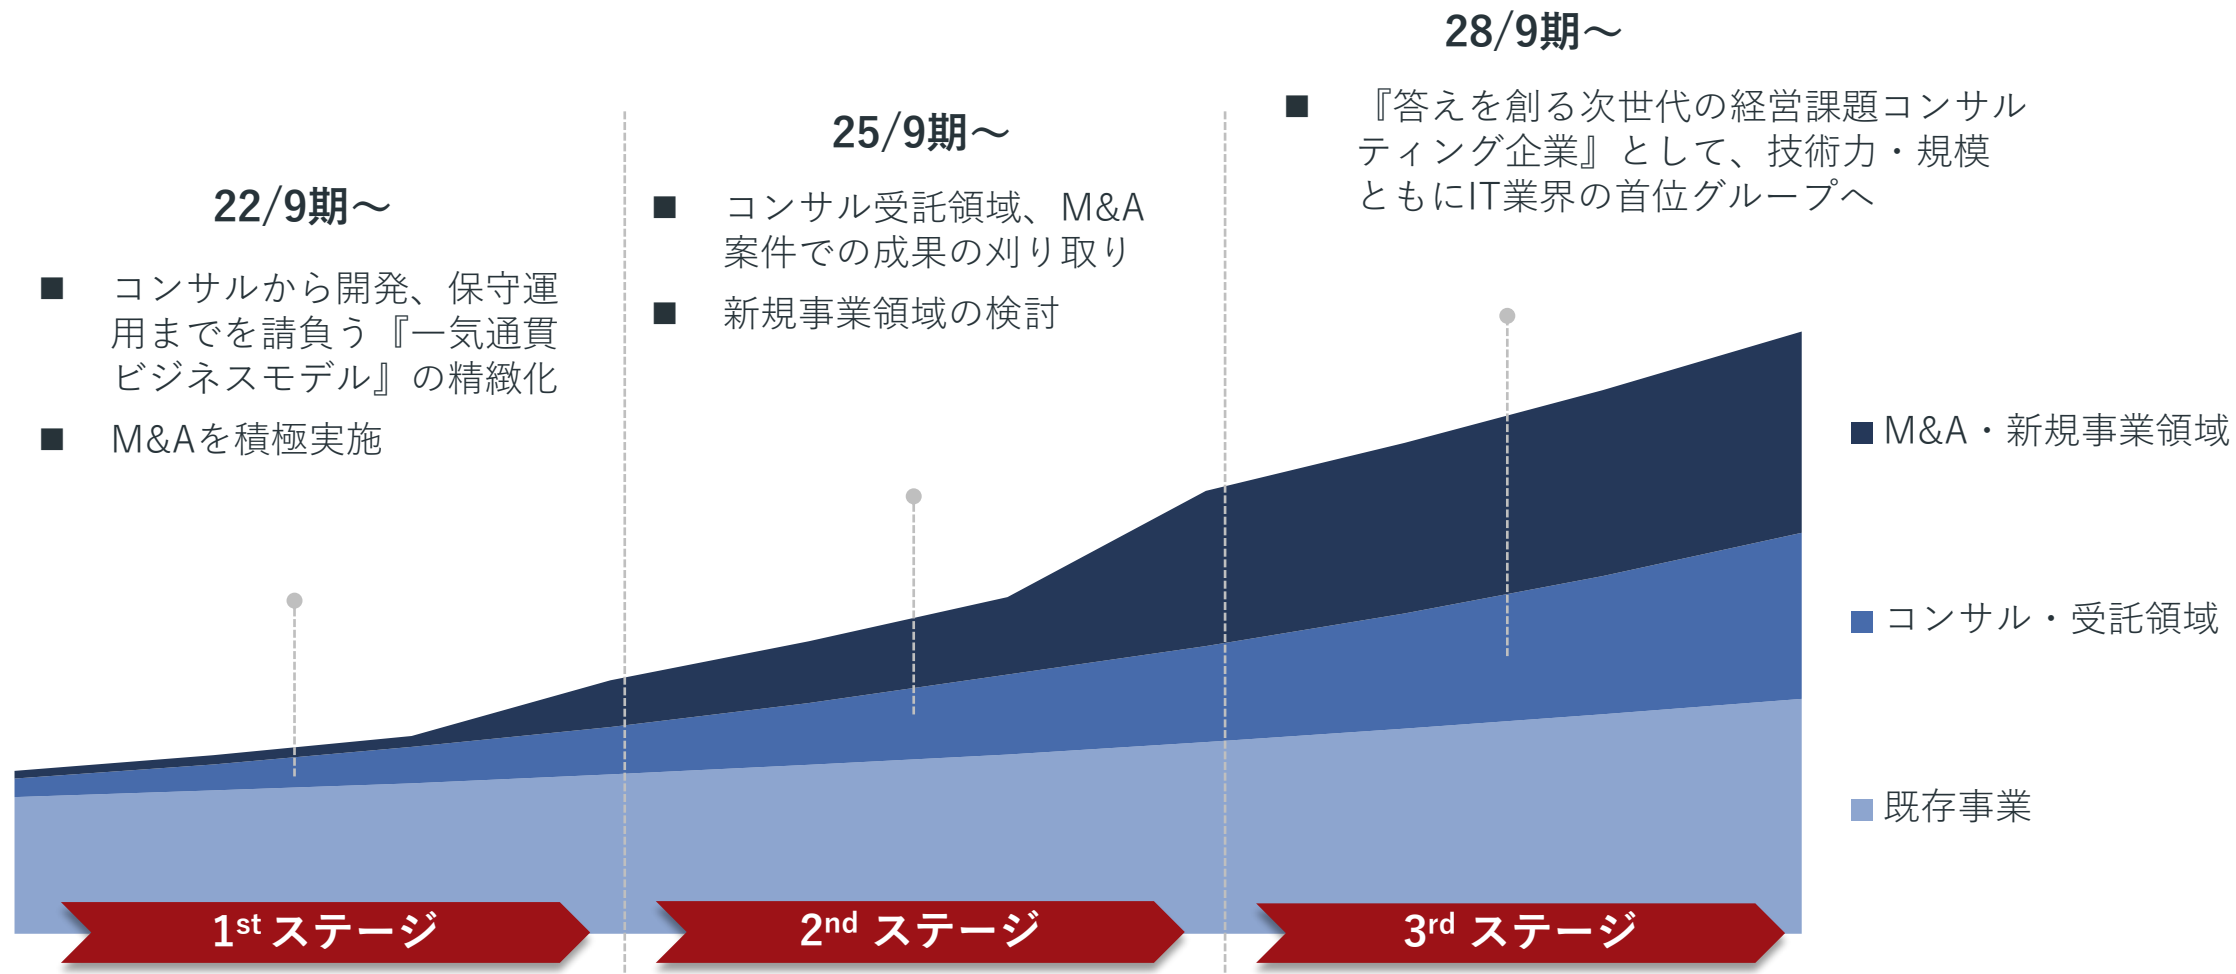 22/9期～
■ コンサルから開発、保守運
用までを請負う『一気通貫
ビジネスモデル』の精緻化
■ M&Aを積極実施
25/9期～
■ コンサル受託領域、M&A
案件での成果の刈り取り
■ 新規事業領域の検討
28/9期～
■ 『答えを創る次世代の経営課題コンサル
ティング企業』として、技術力・規模
ともにIT業界の首位グループへ
M&A・新規事業領域
コンサル・受託領域
既存事業
1st ステージ
2nd ステージ
3rd ステージ